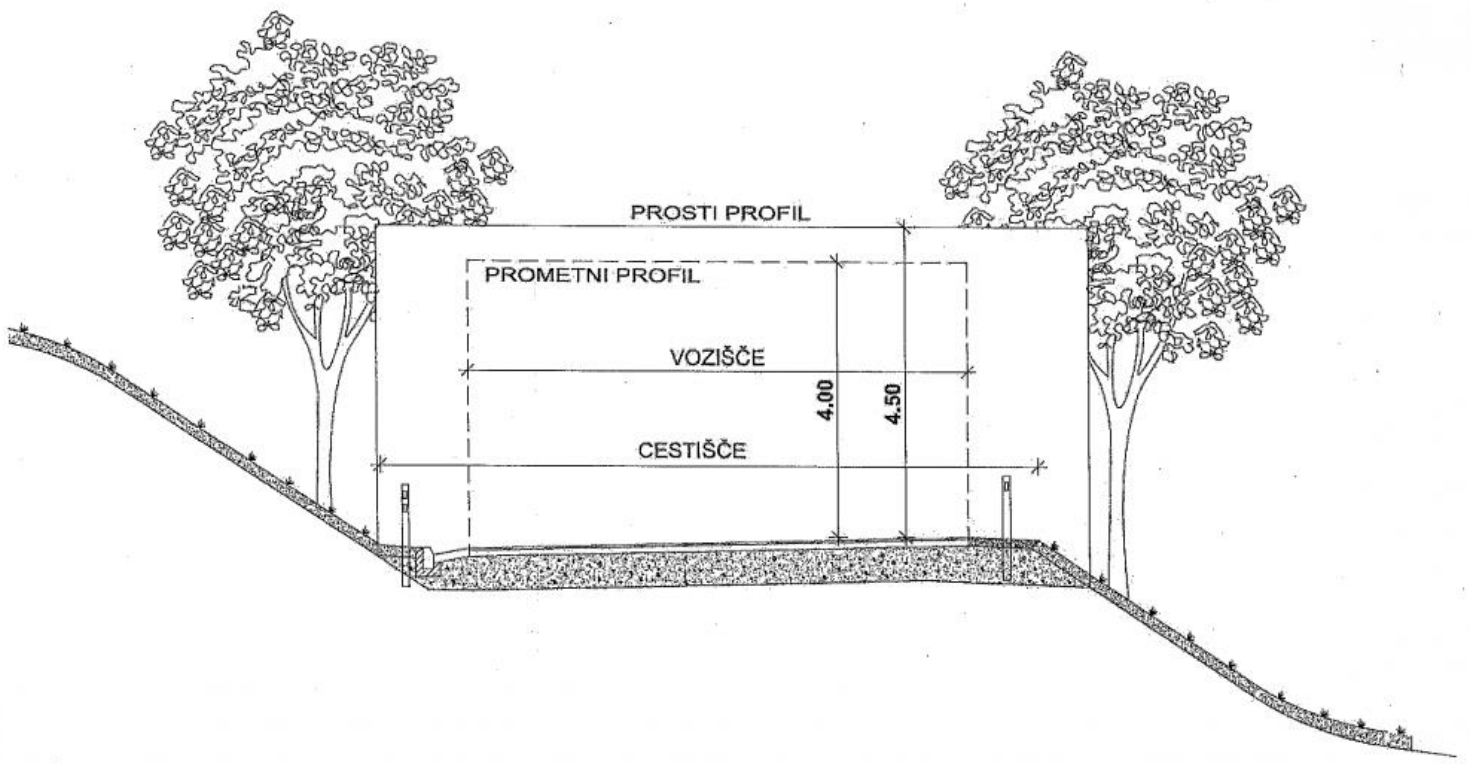 PROSTI PROFIL
PROMETNI PROFIL
VOZIŠČE
4.00
4.50
CESTIŠČE